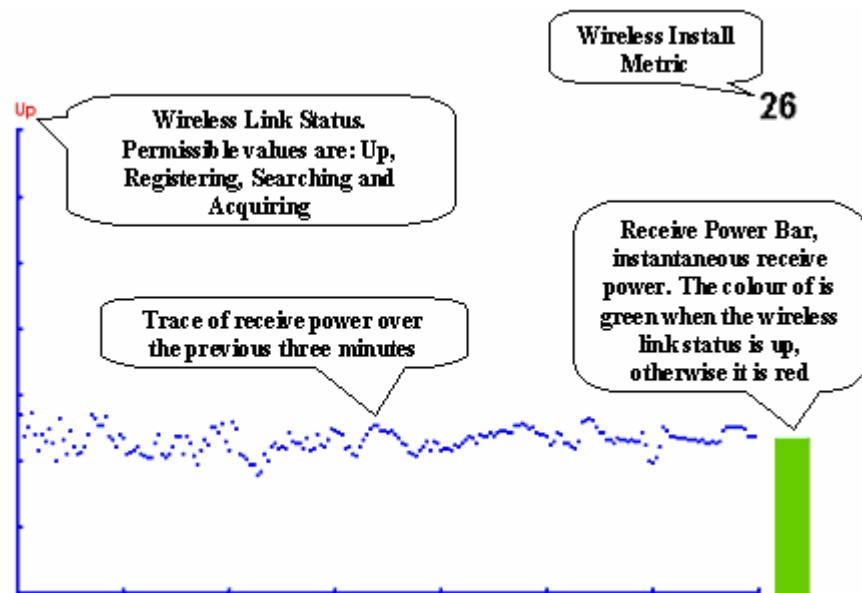 Wireless Install
Metric
26
Up
Wireless Link Status.
Permissible values are: Up,
Registering, Searching and
Acquiring
Receive Power Bar,
instantaneous receive
power. The colour of is
green when the wireless
link status is up,
otherwise it is red
Trace of receive power over
the previous three minutes